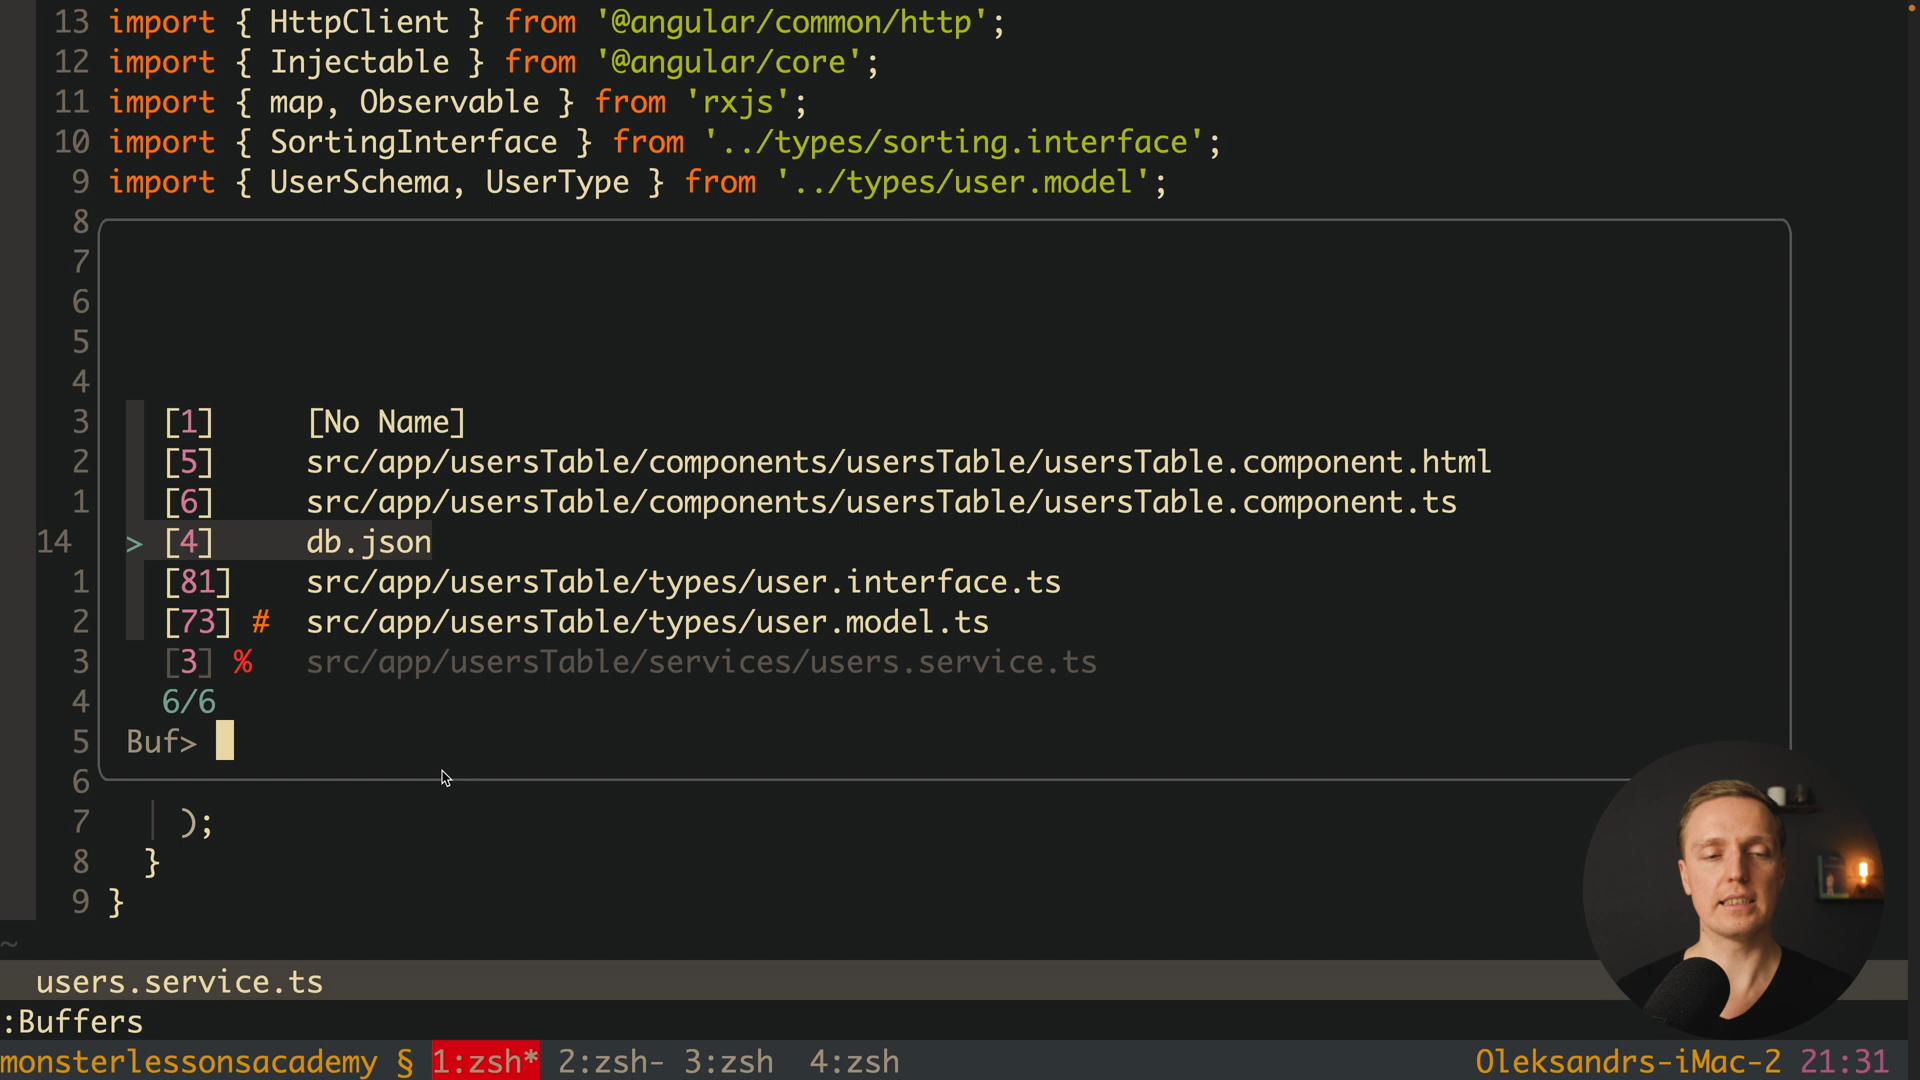 13 import { HttpClient } from '@angular/common/http';
12 import { Injectable } from '@angular/core';
11 import { map, Observable } from 'rxjs';
10 import { SortingInterface } from '../types/sorting.interface';
9 import { UserSchema, UserType } from '../types/user.model';
8
7
6
5
4
3 [1] [No Name]
2 [5] src/app/usersTable/components/usersTable/usersTable.component.html
1 [6] src/app/usersTable/components/usersTable/usersTable.component.ts
14 > [4] db.json
1 [81] src/app/usersTable/types/user.interface.ts
2 [73] # src/app/usersTable/types/user.model.ts
3 [3] % src/app/usersTable/services/users.service.ts
4 6/6
5 Buf>
6
7 );
8 }
9 }
~
users.service.ts
:Buffers
monsterlessonsacademy § 1:zsh* 2:zsh- 3:zsh 4:zsh Oleksandrs-iMac-2 21:31